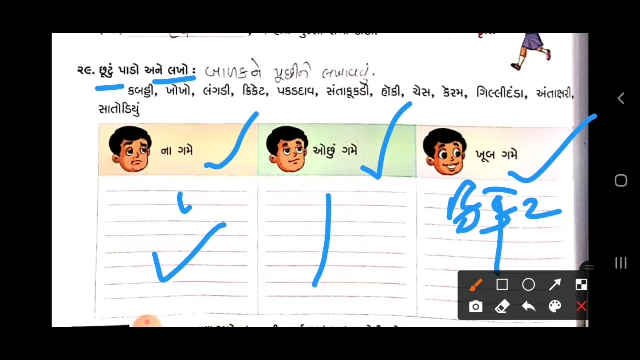 ૨૯. છૂટું પાડો અને લખો : બાળકને પૂછીને લખાવવું.
કબડ્ડી, ખોખો, લંગડી, ક્રિકેટ, પકડદાવ, સંતાકૂકડી, હૉકી, ચેસ, કૅરમ, ગિલ્લીદંડા, અંતાક્ષરી,
સાતોડિયું
ના ગમે ઓછું ગમે ખૂબ ગમે